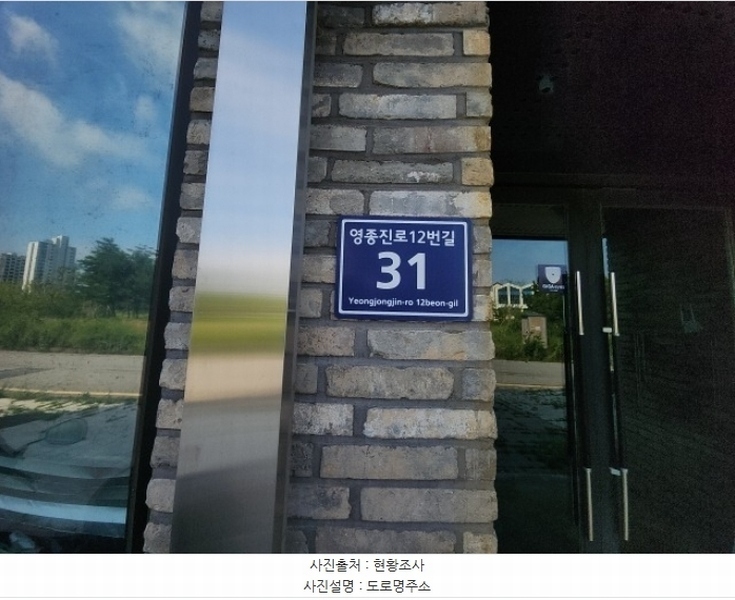 영종진로12번길
31
Yeongjongjin-ro 12beon-gil
사진출처 : 현황조사
사진설명 : 도로명주소